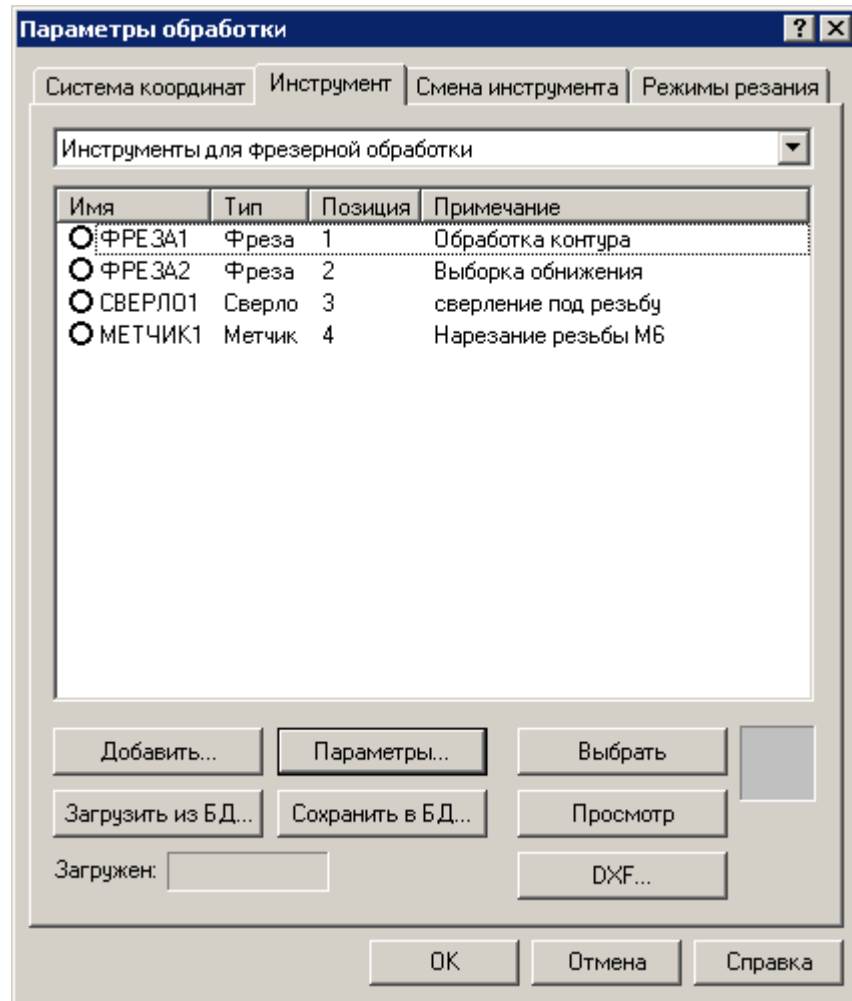 Параметры обработки
Система координат Инструмент Смена инструмента Режимы резания
Инструменты для фрезерной обработки
Имя Тип Позиция Примечание
ФРЕЗА1 Фреза 1 Обработка контура
ФРЕЗА2 Фреза 2 Выборка обнижения
СВЕРЛО1 Сверло 3 сверление под резьбу
МЕТЧИК1 Метчик 4 Нарезание резьбы М6
Добавить... Параметры... Выбрать
Загрузить из БД... Сохранить в БД... Просмотр
Загружен: DXF...
ОК Отмена Справка